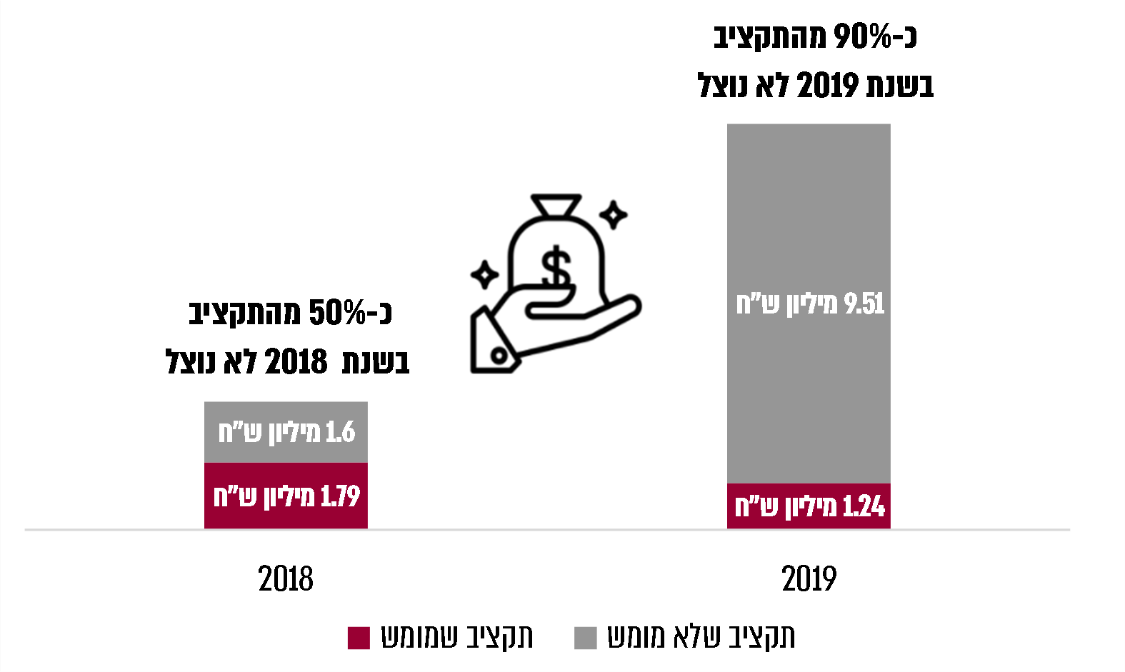 כ-90% מהתקציב
בשנת 2019 לא נוצל
9.51 מיליון ש"ח
1.24 מיליון ש"ח
כ-50% מהתקציב
בשנת 2018 לא נוצל
$
1.6 מיליון ש"ח
1.79 מיליון ש"ח
2018
2019
תקציב שמומש
תקציב שלא מומש